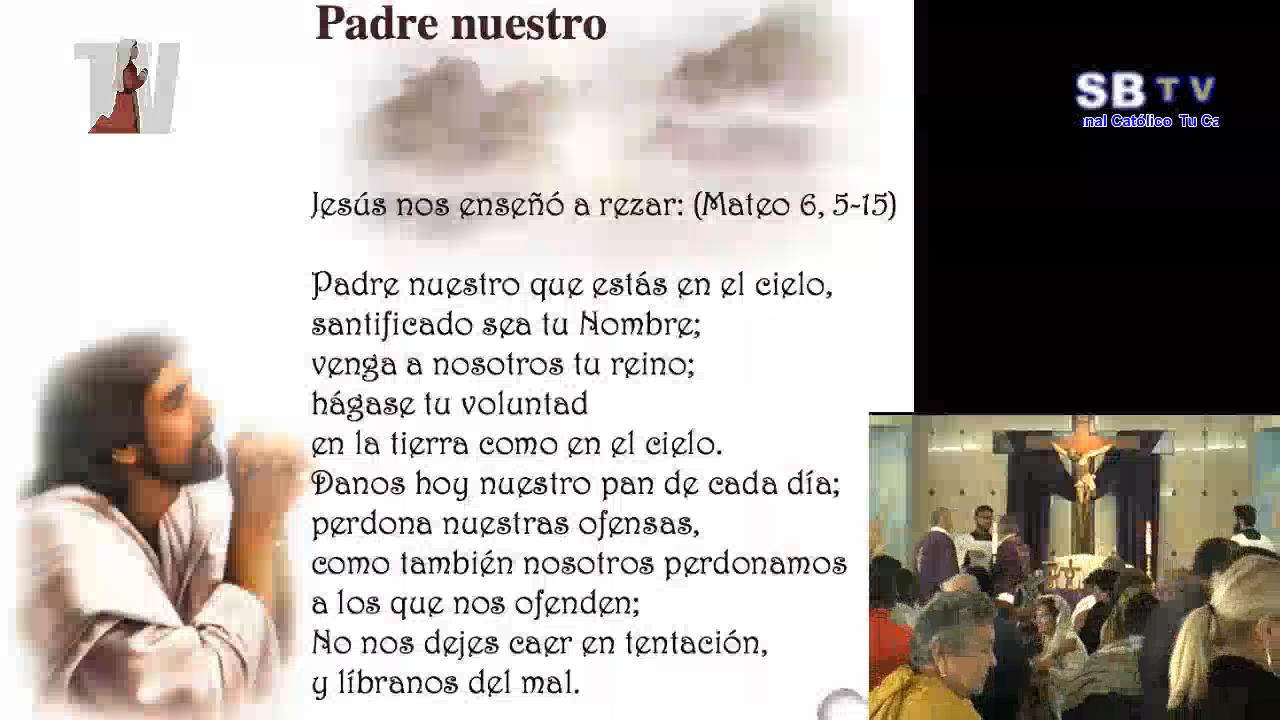 Padre nuestro
TV
SB TV
nal Católico Tu Ca
Jesús nos enseñó a rezar: (Mateo 6, 5-15)
Padre nuestro que estás en el cielo,
santificado sea tu Nombre;
venga a nosotros tu reino;
hágase tu voluntad
en la tierra como en el cielo.
Danos hoy nuestro pan de cada día;
perdona nuestras ofensas,
como también nosotros perdonamos
a los que nos ofenden;
No nos dejes caer en tentación,
y líbranos del mal.